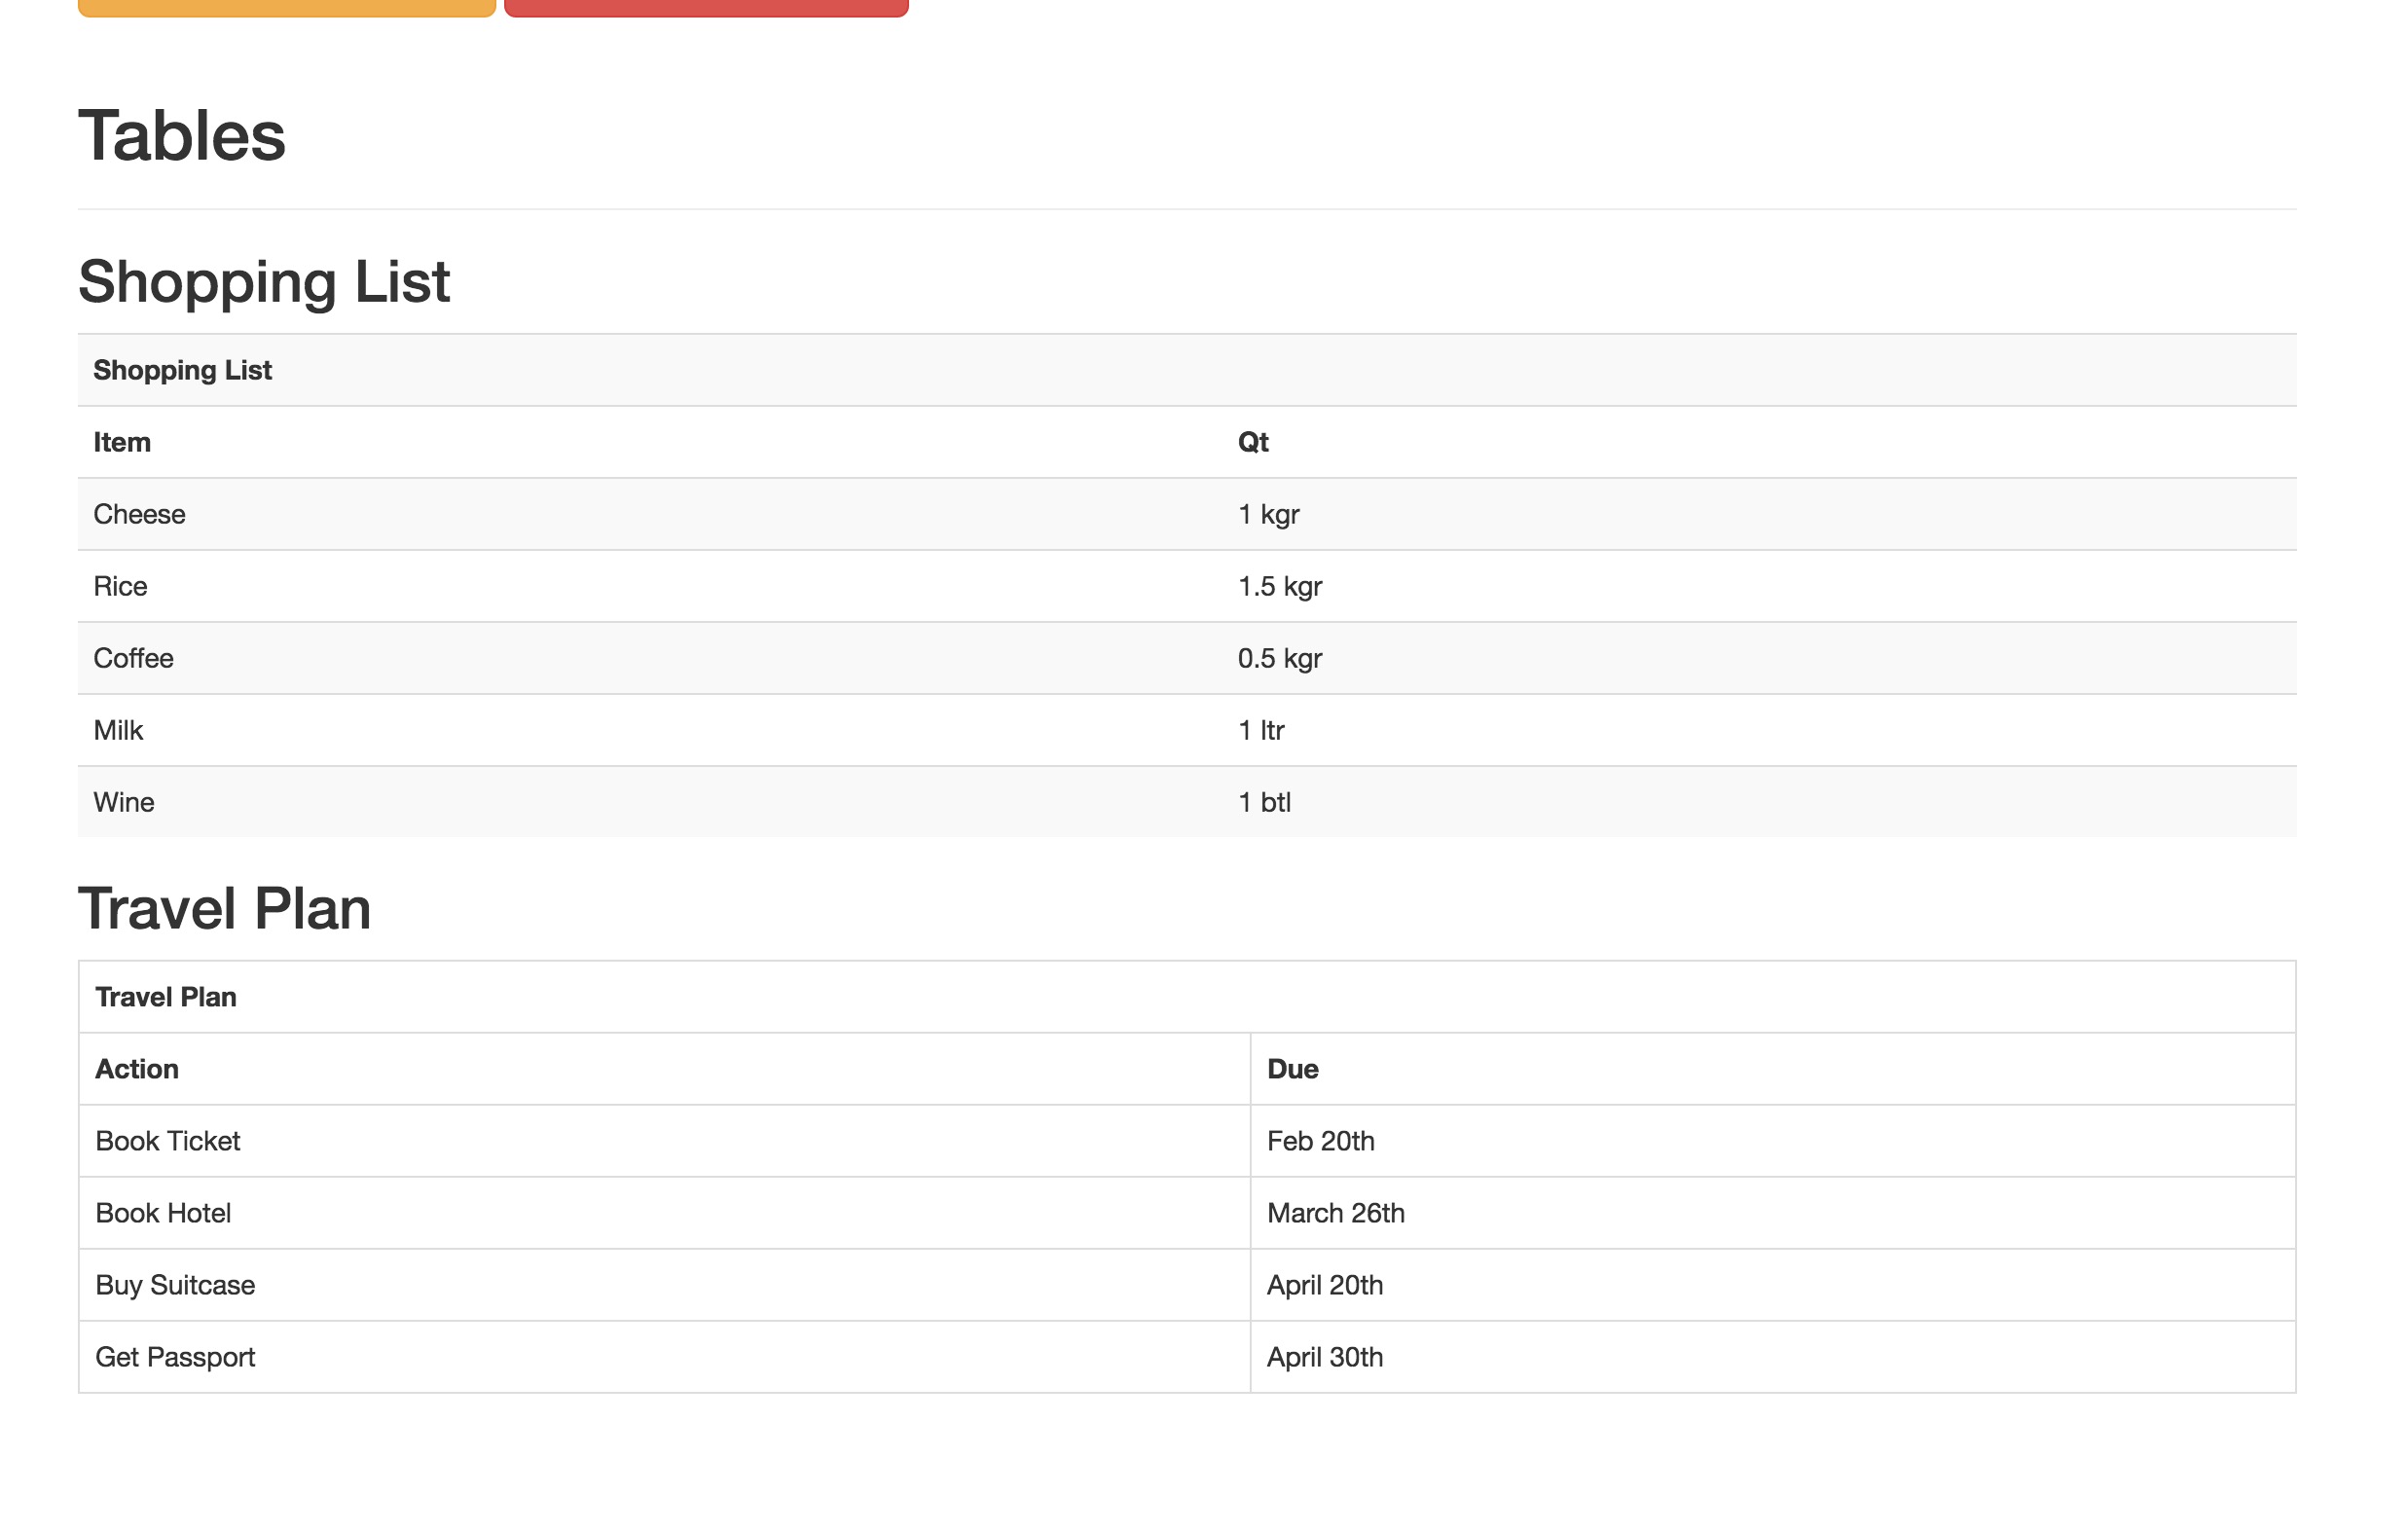 Tables
Shopping List
Shopping List
Item Qt
Cheese 1 kgr
Rice 1.5 kgr
Coffee 0.5 kgr
Milk 1 ltr
Wine 1 btl
Travel Plan
Travel Plan
Action Due
Book Ticket Feb 20th
Book Hotel March 26th
Buy Suitcase April 20th
Get Passport April 30th